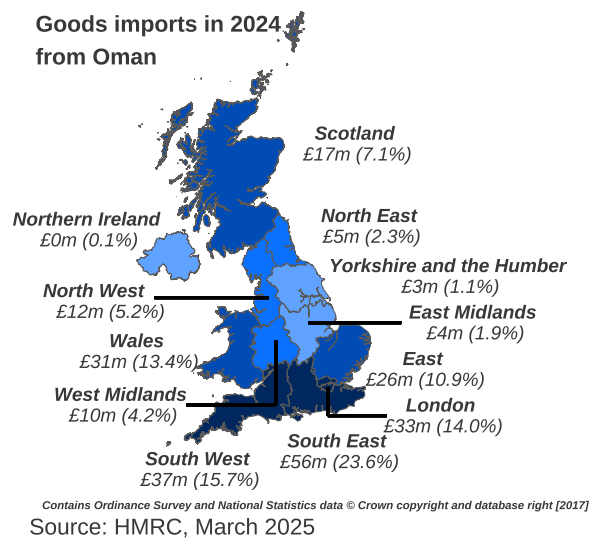 Goods imports in 2024
from Oman
Scotland
£17m (7.1%)
Northern Ireland
£0m (0.1%)
North East
£5m (2.3%)
Yorkshire and the Humber
£3m (1.1%)
North West
£12m (5.2%)
East Midlands
£4m (1.9%)
Wales
£31m (13.4%)
East
£26m (10.9%)
West Midlands
£10m (4.2%)
London
£33m (14.0%)
South East
£56m (23.6%)
South West
£37m (15.7%)
Contains Ordinance Survey and National Statistics data © Crown copyright and database right [2017]
Source: HMRC, March 2025